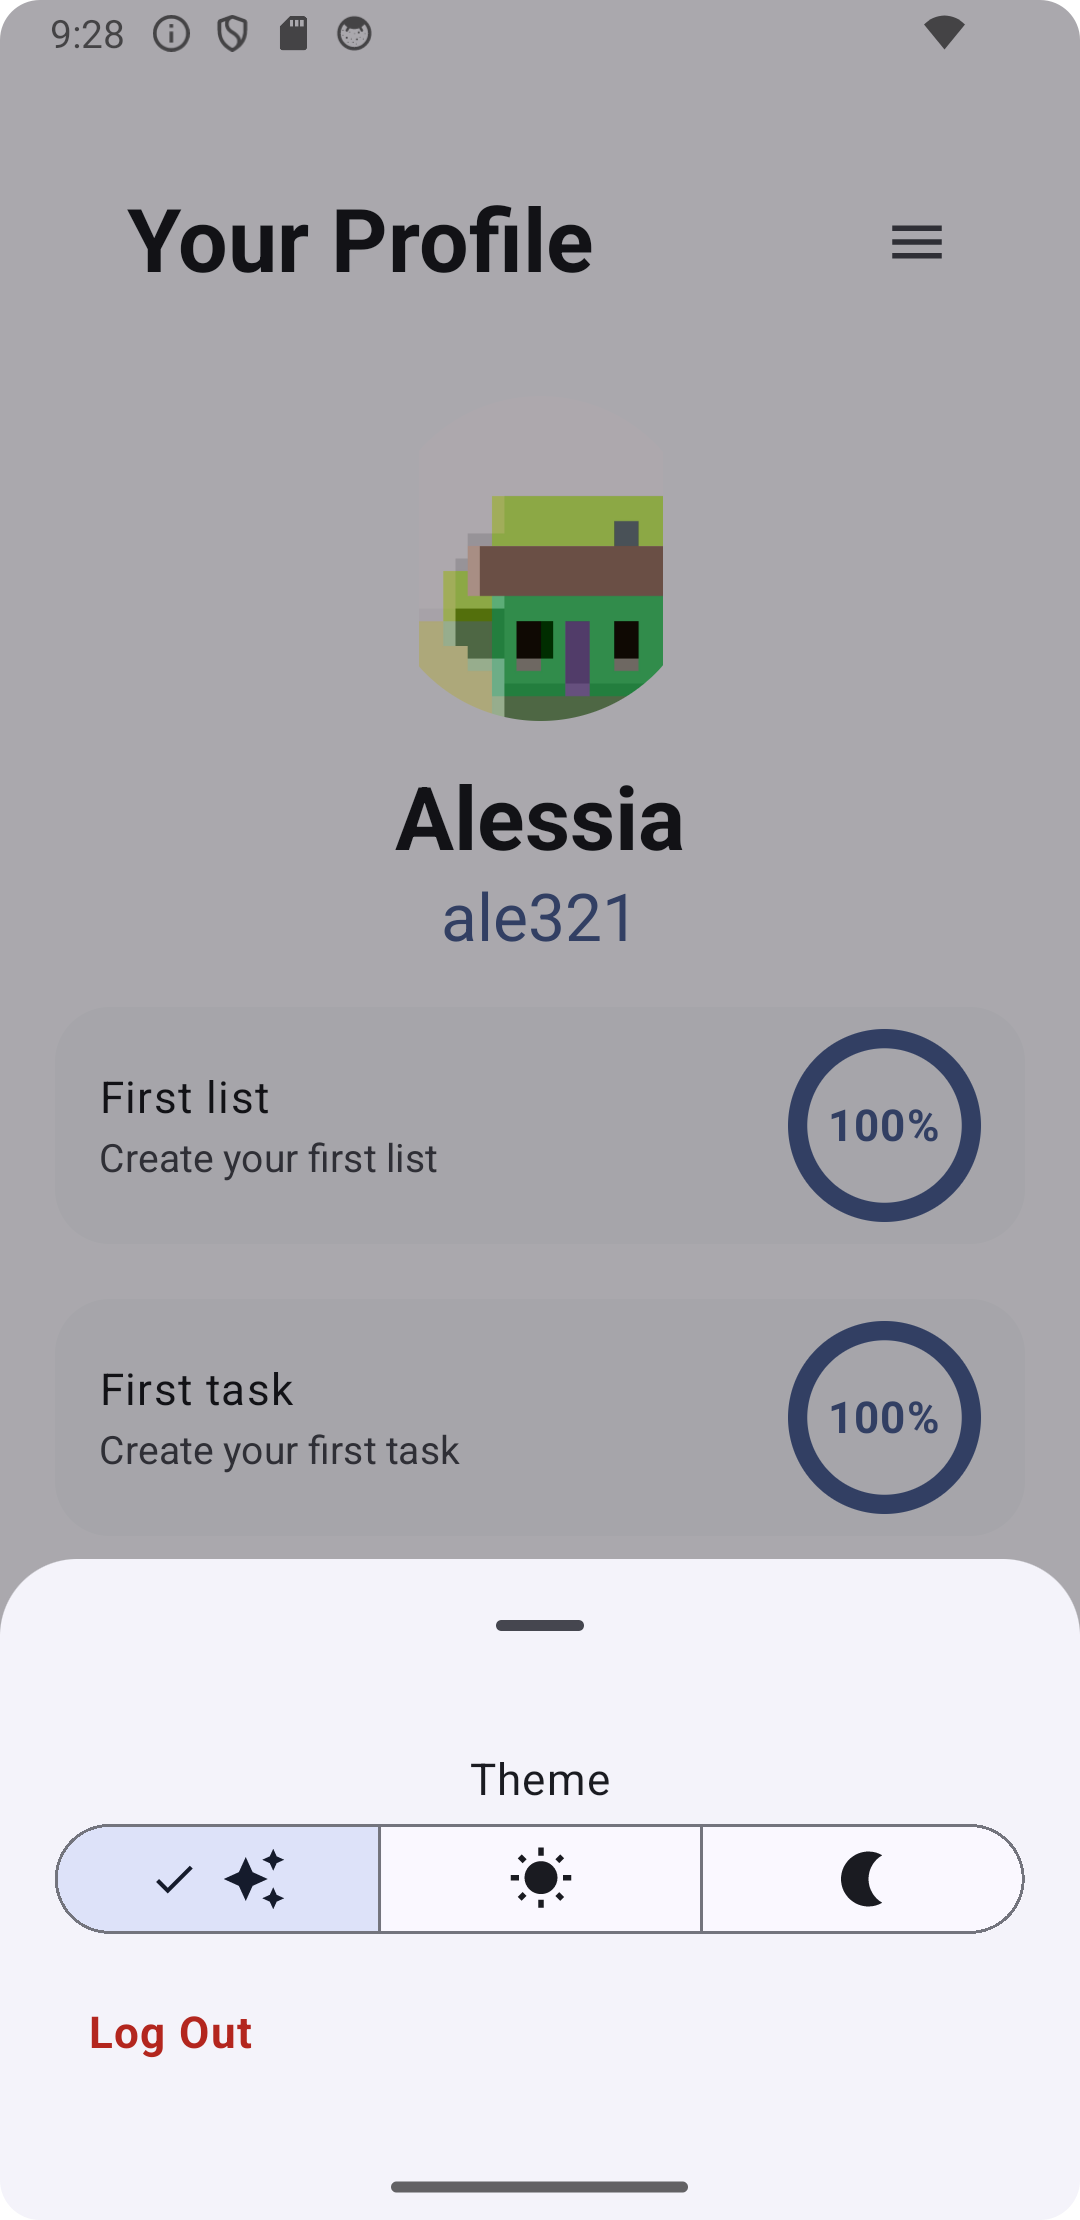 9:28
Your Profile
Alessia
ale321
First list
Create your first list
100%
First task
Create your first task
100%
Theme
Log Out